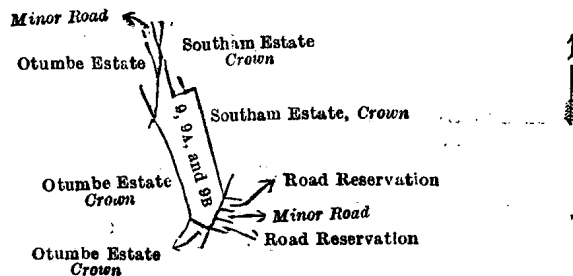 Minor Road
Southam Estate
Crown
Otumbe Estate
Southam Estate, Crown
9, 9A, and 9B
Otumbe Estate
Crown
Road Reservation
Minor Road
Road Reservation
Otumbe Estate
Crown